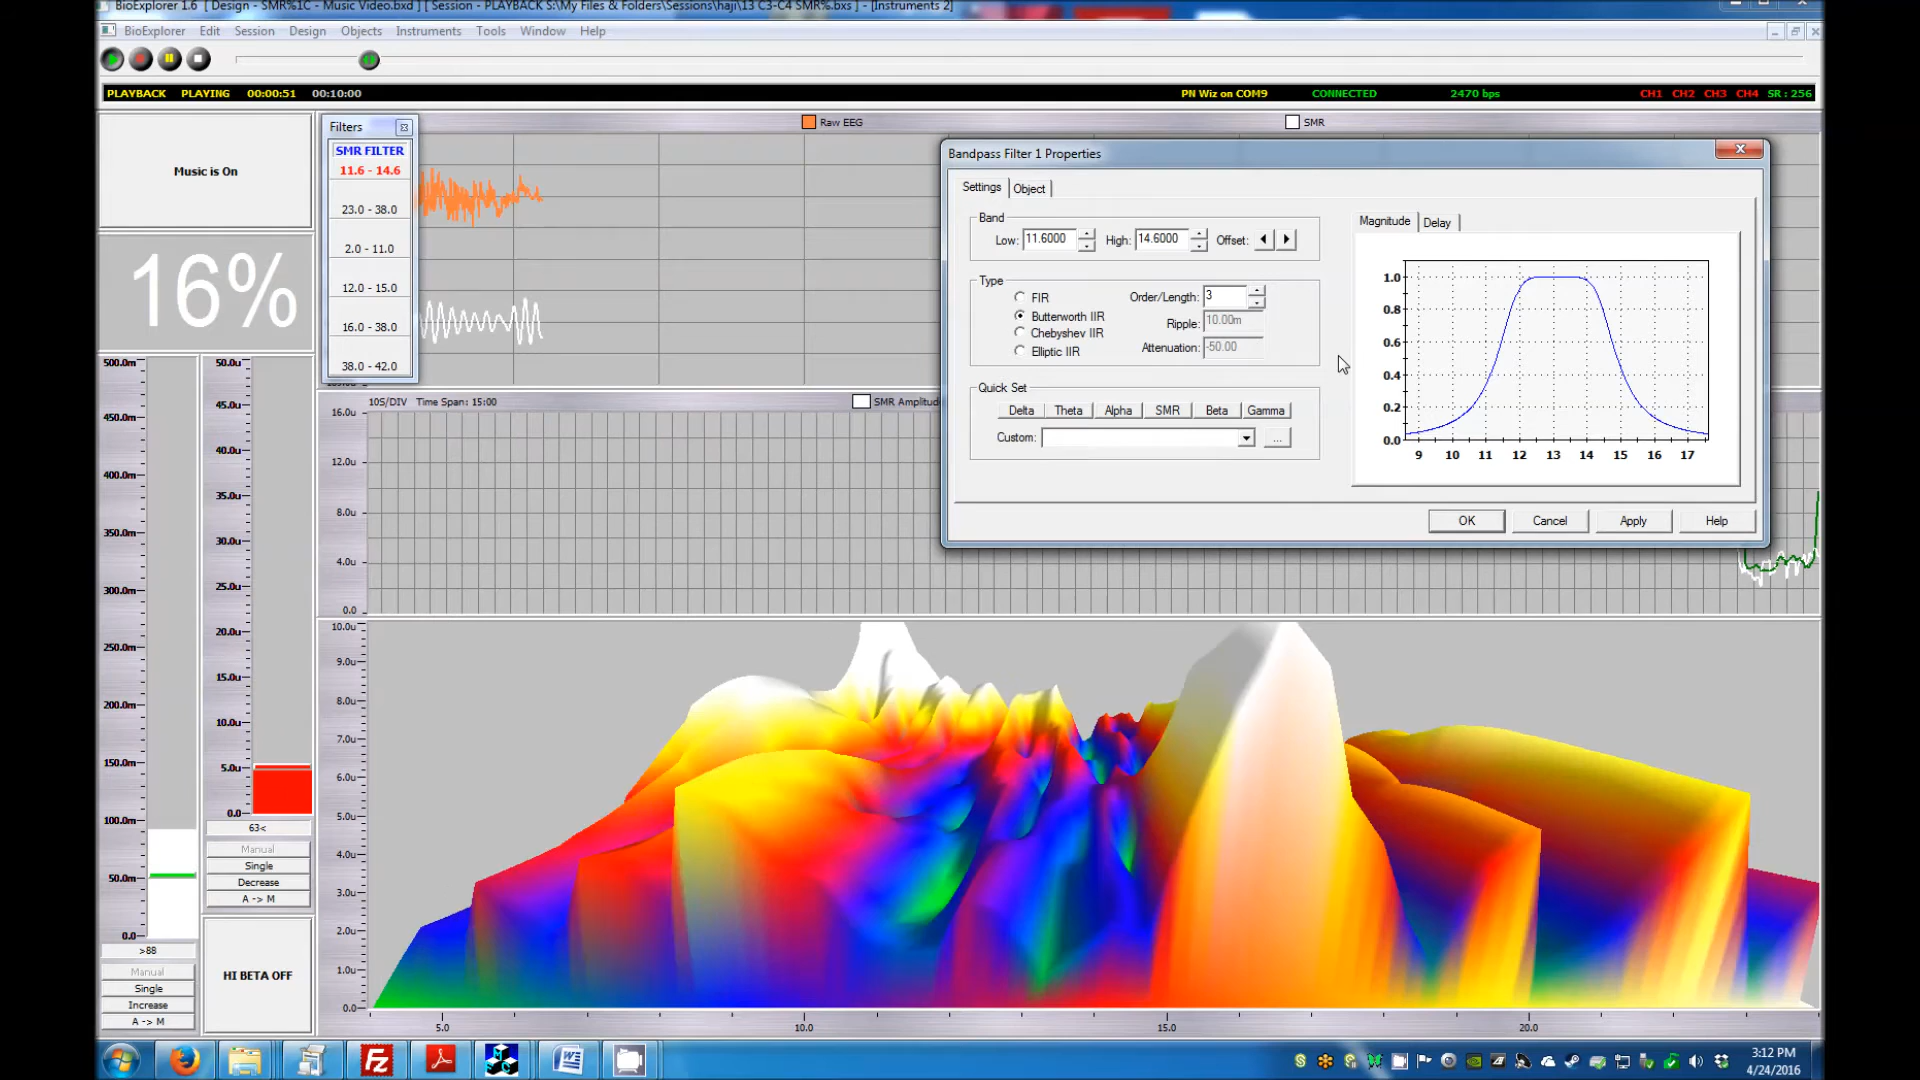 BioExplorer 1.6 [ Design - SMR%1C - Music Video.bxd ] [ Session - PLAYBACK S:\My Files & Folders\Sessions\haji\13 C3-C4 SMR%.bxs ] - [Instruments 2]
BioExplorer Edit Session Design Objects Instruments Tools Window Help
PLAYBACK PLAYING 00:00:51 00:10:00 PN Wiz on COM9 CONNECTED 2470 bps CH1 CH2 CH3 CH4 SR : 256
Music is On
16%
Filters
SMR FILTER
11.6 - 14.6
23.0 - 38.0
2.0 - 11.0
12.0 - 15.0
16.0 - 38.0
38.0 - 42.0
Raw EEG SMR
Bandpass Filter 1 Properties
Settings Object
Band
Low: 11.6000 High: 14.6000 Offset:
Type
FIR
Butterworth IIR
Chebyshev IIR
Elliptic IIR
Order/Length: 3
Ripple: 10.00m
Attenuation: -50.00
Quick Set
Delta Theta Alpha SMR Beta Gamma
Custom: ...
Magnitude Delay
1.0
0.8
0.6
0.4
0.2
0.0
9 10 11 12 13 14 15 16 17
OK Cancel Apply Help
500.0m
450.0m
400.0m
350.0m
300.0m
250.0m
200.0m
150.0m
100.0m
50.0m
0.0
>88
Manual
Single
Increase
A -> M
50.0u
45.0u
40.0u
35.0u
30.0u
25.0u
20.0u
15.0u
10.0u
5.0u
0.0
63<
Manual
Single
Decrease
A -> M
HI BETA OFF
10S/DIV Time Span: 15:00 SMR Amplitud
16.0u
12.0u
8.0u
4.0u
0.0
10.0u
9.0u
8.0u
7.0u
6.0u
5.0u
4.0u
3.0u
2.0u
1.0u
0.0
5.0 10.0 15.0 20.0
3:12 PM
4/24/2016